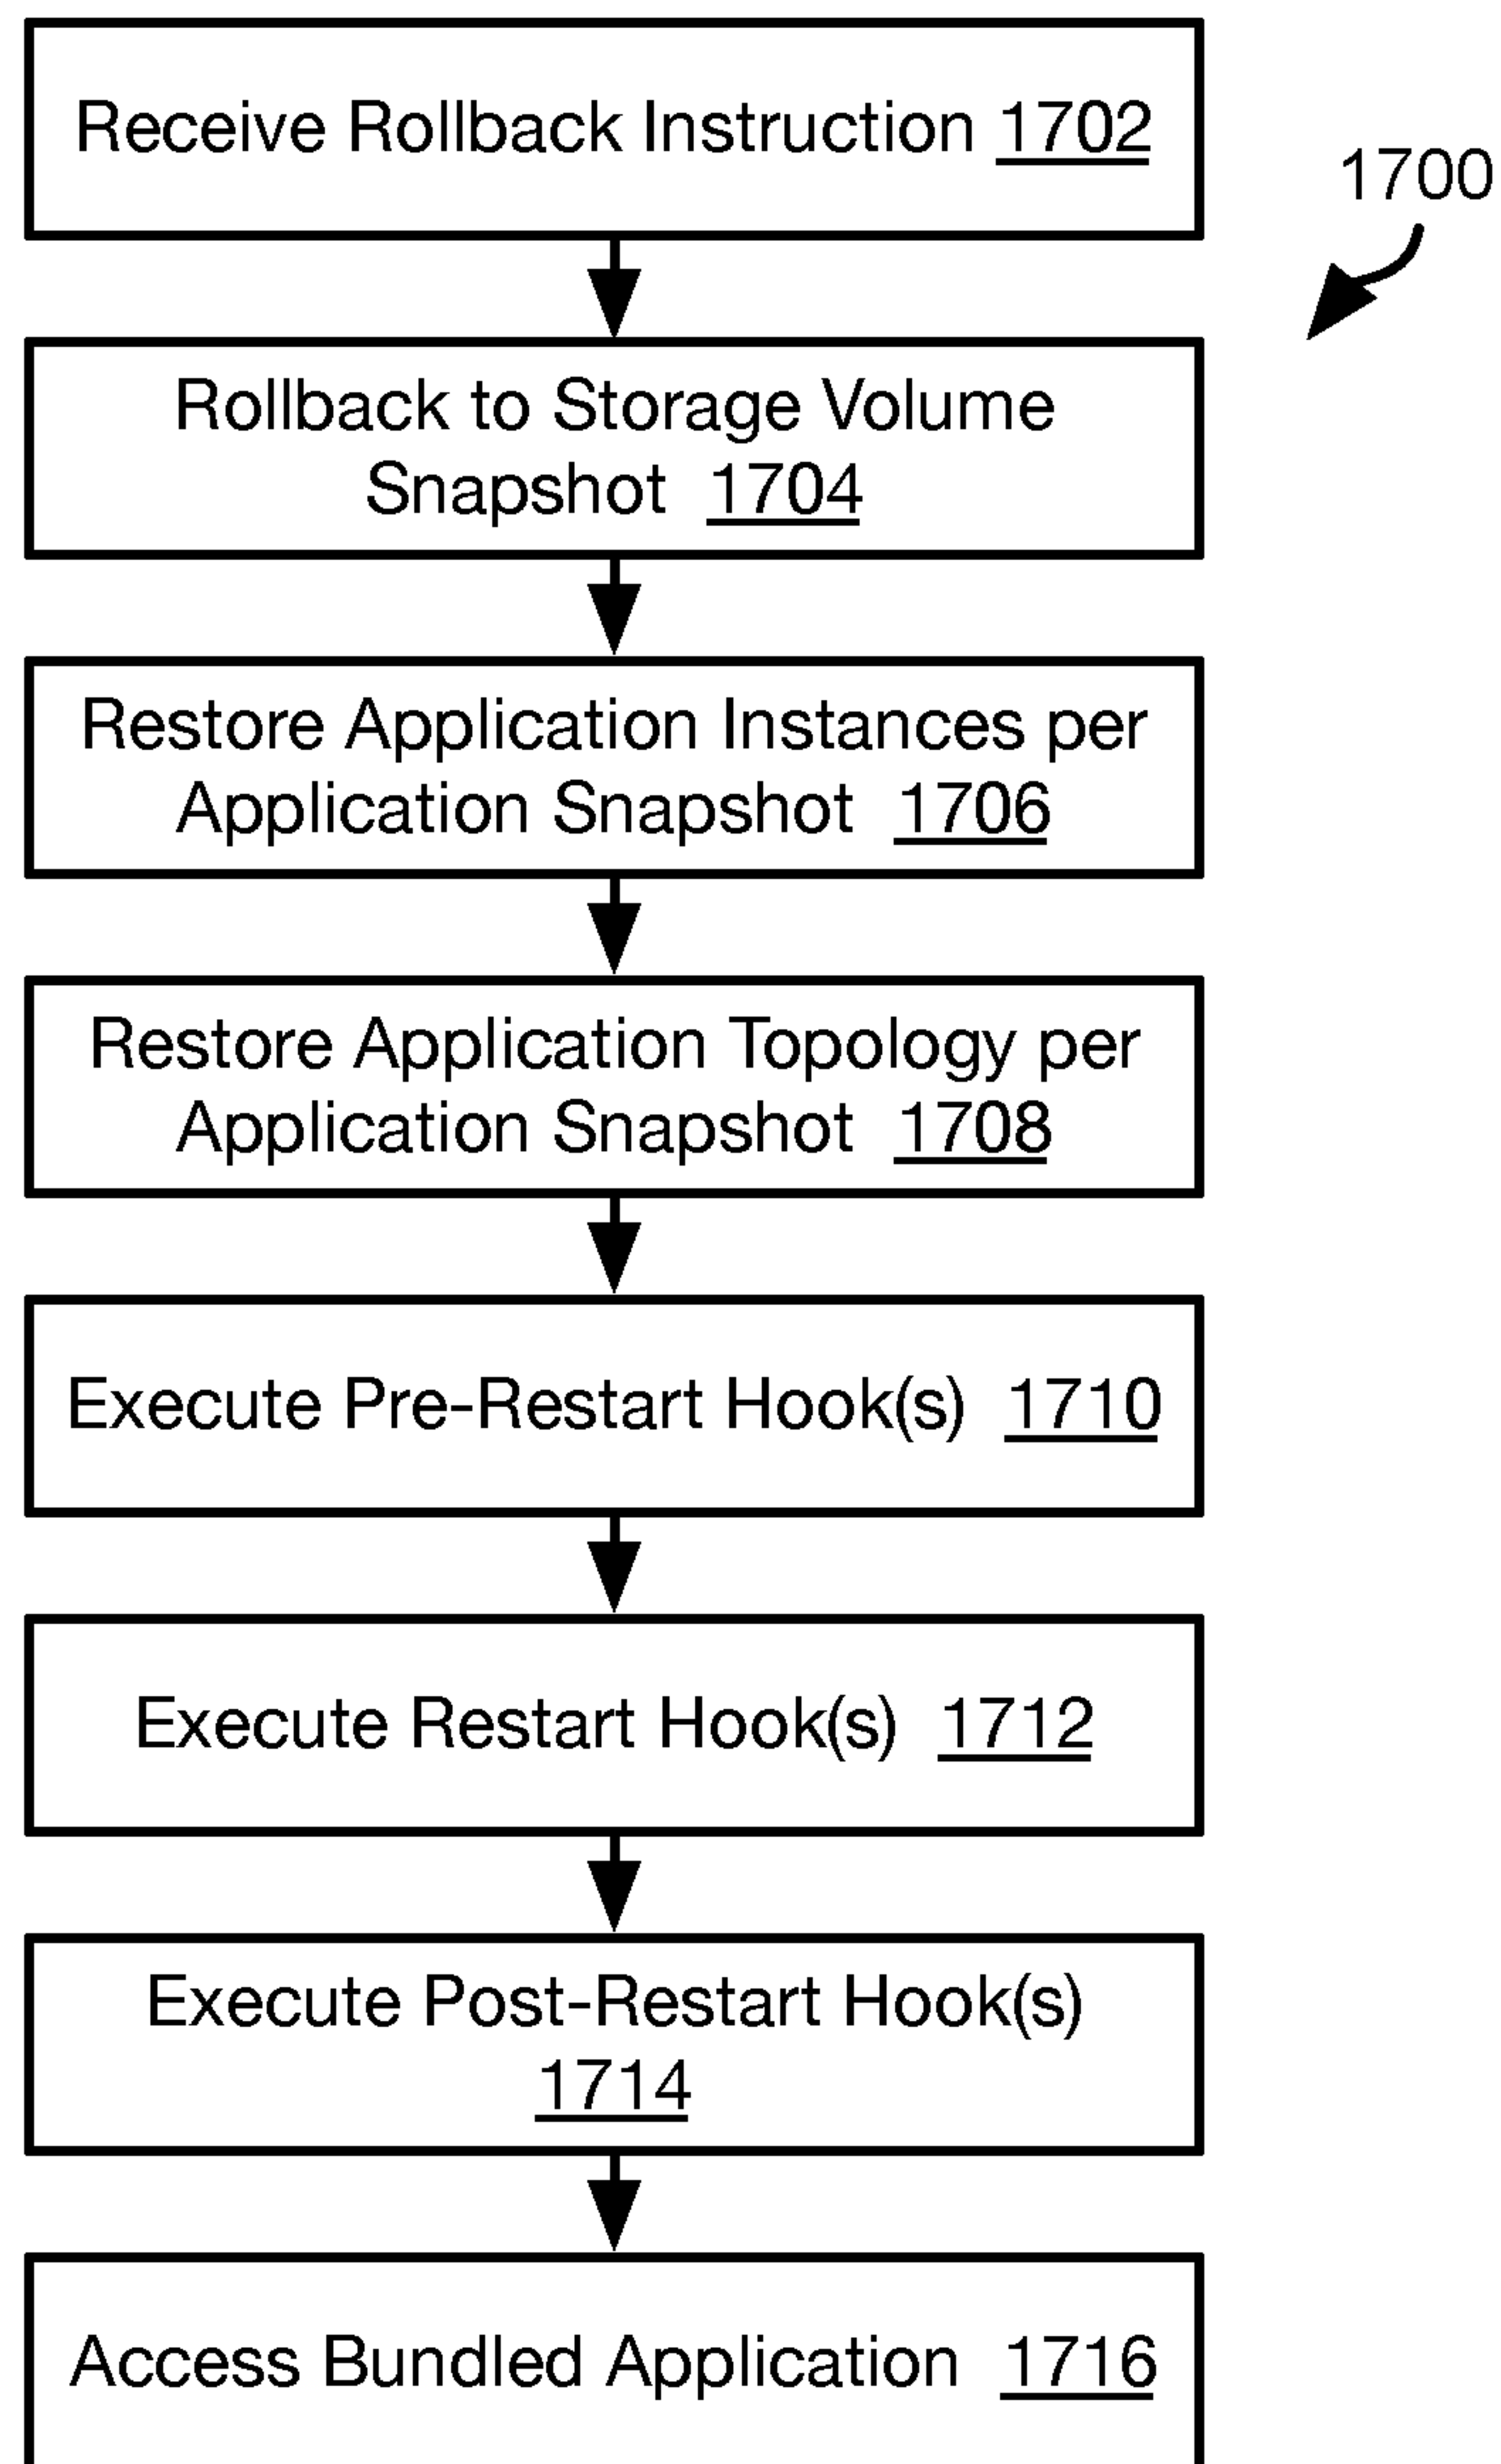 Receive Rollback Instruction 1702
1700
Rollback to Storage Volume
Snapshot 1704
Restore Application Instances per
Application Snapshot 1706
Restore Application Topology per
Application Snapshot 1708
Execute Pre-Restart Hook(s) 1710
Execute Restart Hook(s) 1712
Execute Post-Restart Hook(s)
1714
Access Bundled Application 1716